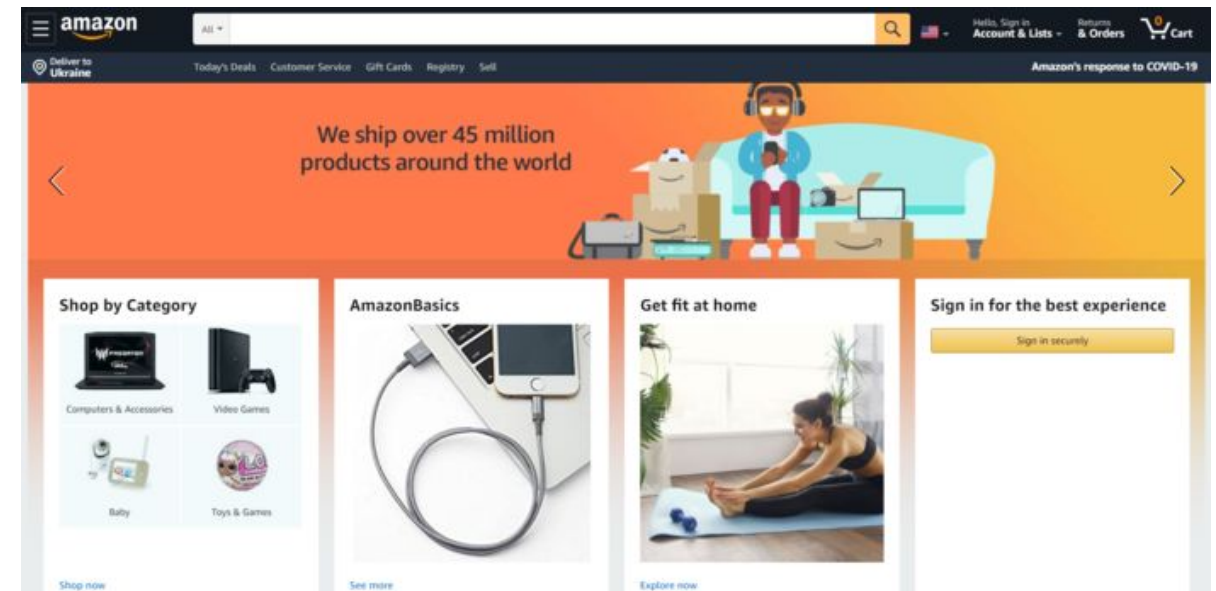 amazon
All
Hello, Sign in
Account & Lists
Returns
& Orders
0
Cart
Deliver to
Ukraine
Today's Deals Customer Service Gift Cards Registry Sell
Amazon's response to COVID-19
We ship over 45 million
products around the world
Shop by Category
PREDATOR
Computers & Accessories
Video Games
Baby
Toys & Games
Shop now
AmazonBasics
See more
Get fit at home
Explore now
Sign in for the best experience
Sign in securely